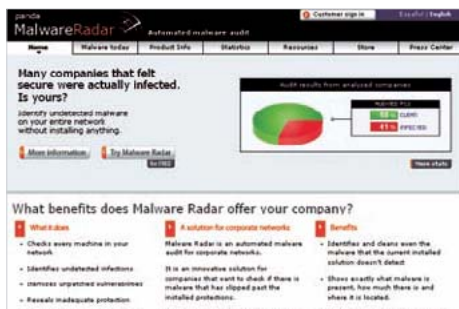 panda
MalwareRadar
Automated malware audit
Customer sign in
Español | English
Home
Malware today
Product Info
Statistics
Resources
Store
Press Center
Many companies that felt
secure were actually infected.
Is yours?
Identify undetected malware
on your entire network
without installing anything.
More information
Try Malware Radar
for FREE
Audit results from analyzed companies
CLEAN
41% INFECTED
More stats
What benefits does Malware Radar offer your company?
What it does
Checks every machine in your
network
Identifies undetected infections
unpatched vulnerabilities
Reveals inadequate protection
A solution for corporate networks
Malware Radar is an automated malware
audit for corporate networks.
It is an innovative solution for
companies that want to check if there is
malware that has slipped past the
installed protections.
Benefits
Identifies and cleans even the
malware that the current installed
solution doesn't detect
Shows exactly what malware is
present, how much there is and
where it is located.